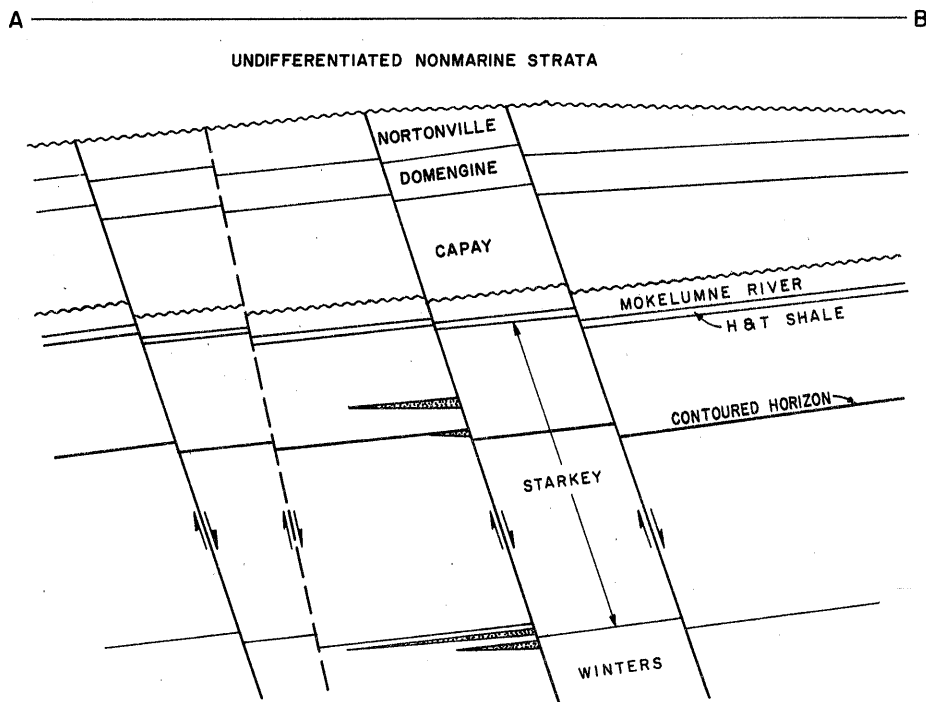 A B
UNDIFFERENTIATED NONMARINE STRATA
NORTONVILLE
DOMENGINE
CAPAY
MOKELUMNE RIVER
H&T SHALE
CONTOURED HORIZON
STARKEY
WINTERS